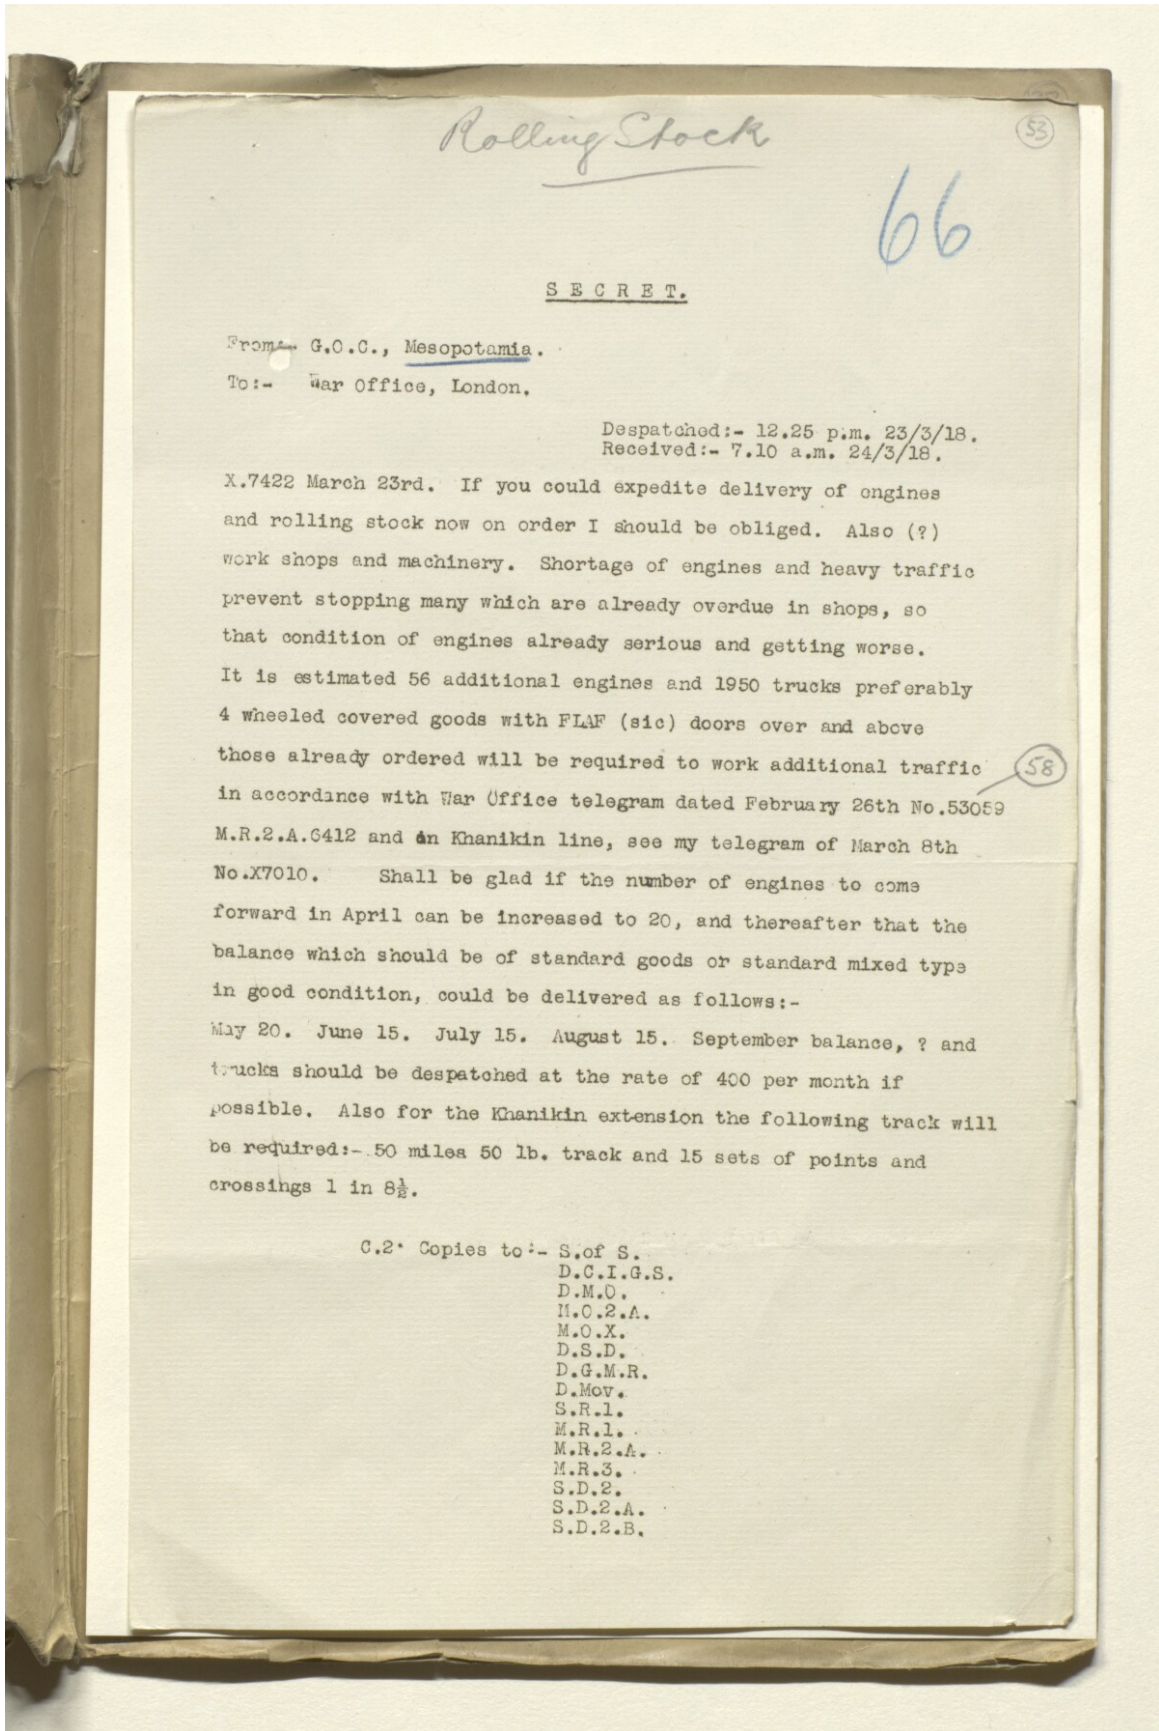 Rolling Stock
53
66
SECRET.
From:- G.O.C., Mesopotamia.
To:- War Office, London.
Despatched:- 12.25 p.m. 23/3/18.
Received:- 7.10 a.m. 24/3/18.
X.7422 March 23rd. If you could expedite delivery of engines
and rolling stock now on order I should be obliged. Also (?)
work shops and machinery. Shortage of engines and heavy traffic
prevent stopping many which are already overdue in shops, so
that condition of engines already serious and getting worse.
It is estimated 56 additional engines and 1950 trucks preferably
4 wheeled covered goods with FLAF (sic) doors over and above
those already ordered will be required to work additional traffic
58
in accordance with War Office telegram dated February 26th No.53059
M.R.2.A.6412 and on Khanikin line, see my telegram of March 8th
No.X7010. Shall be glad if the number of engines to come
forward in April can be increased to 20, and thereafter that the
balance which should be of standard goods or standard mixed type
in good condition, could be delivered as follows:-
May 20. June 15. July 15. August 15. September balance, ? and
trucks should be despatched at the rate of 400 per month if
possible. Also for the Khanikin extension the following track will
be required:- 50 miles 50 lb. track and 15 sets of points and
crossings 1 in 8½.
C.2. Copies to:- S.of S.
D.C.I.G.S.
D.M.O.
M.O.2.A.
M.O.X.
D.S.D.
D.G.M.R.
D.Mov.
S.R.1.
M.R.1.
M.R.2.A.
M.R.3.
S.D.2.
S.D.2.A.
S.D.2.B.